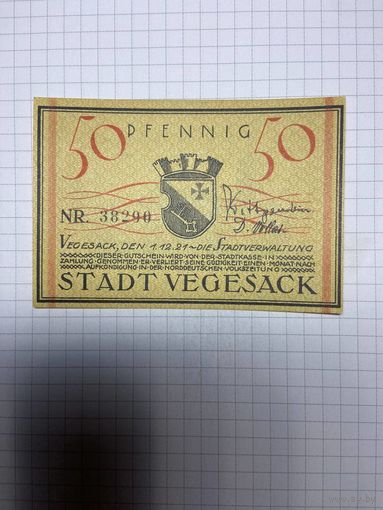 50 PFENNIG 50
NR. 38290
VEGESACK, DEN 1.12.21~DIE STADTVERWALTUNG
DIESER GUTSCHEIN WIRD VON DER STADTKASSE IN
ZAHLUNG GENOMMEN·ER VERLIERT SEINE GÜLTIGKEIT EINEN MONAT NACH
AUFKÜNDIGUNG IN DER NORDDEUTSCHEN VOLKSZEITUNG
STADT VEGESACK